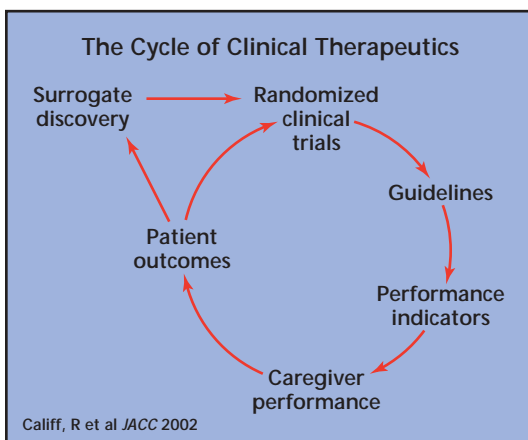 The Cycle of Clinical Therapeutics
Surrogate
discovery
Randomized
clinical
trials
Guidelines
Patient
outcomes
Performance
indicators
Caregiver
performance
Califf, R et al JACC 2002